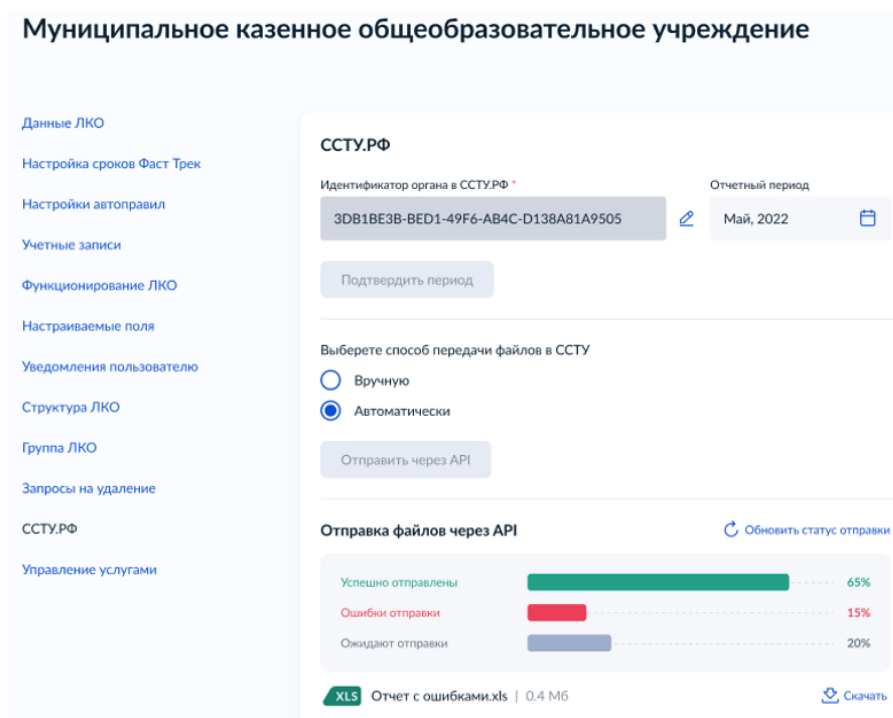 Муниципальное казенное общеобразовательное учреждение
Данные ЛКО
Настройка сроков Фаст Трек
Настройки автоправил
Учетные записи
Функционирование ЛКО
Настраиваемые поля
Уведомления пользователю
Структура ЛКО
Группа ЛКО
Запросы на удаление
ССТУ.РФ
Управление услугами
ССТУ.РФ
Идентификатор органа в ССТУ.РФ *
Отчетный период
3DB1BE3B-BED1-49F6-AB4C-D138A81A9505
Май, 2022
Подтвердить период
Выберете способ передачи файлов в ССТУ
Вручную
Автоматически
Отправить через API
Отправка файлов через API
Обновить статус отправки
Успешно отправлены 65%
Ошибки отправки 15%
Ожидают отправки 20%
XLS Отчет с ошибками.xls | 0.4 Мб
Скачать